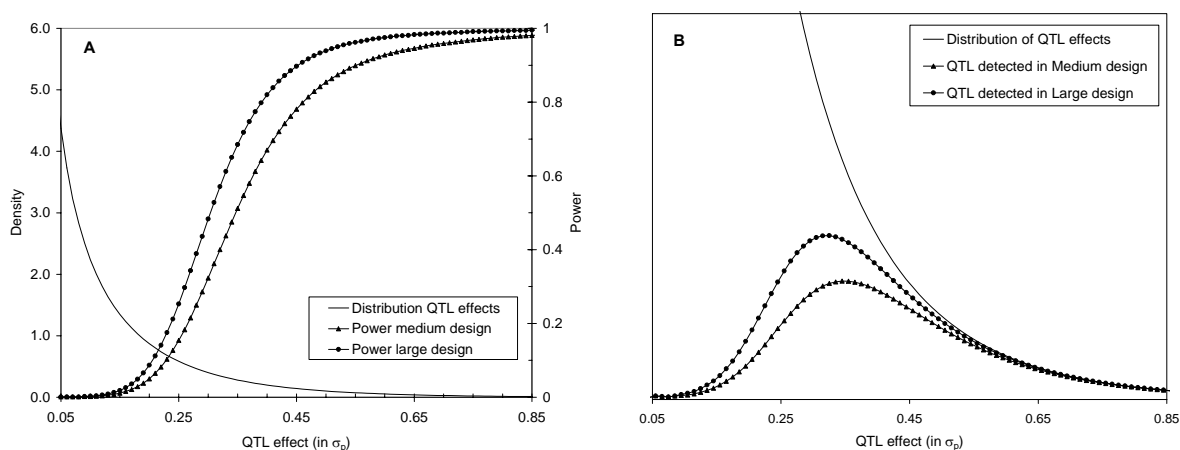 A
6.0
5.0
4.0
3.0
2.0
1.0
0.0
Density
1
0.8
0.6
0.4
0.2
0
Power
Distribution QTL effects
Power medium design
Power large design
0.05 0.25 0.45 0.65 0.85
QTL effect (in σp)
B
Distribution of QTL effects
QTL detected in Medium design
QTL detected in Large design
0.05 0.25 0.45 0.65 0.85
QTL effect (in σp)